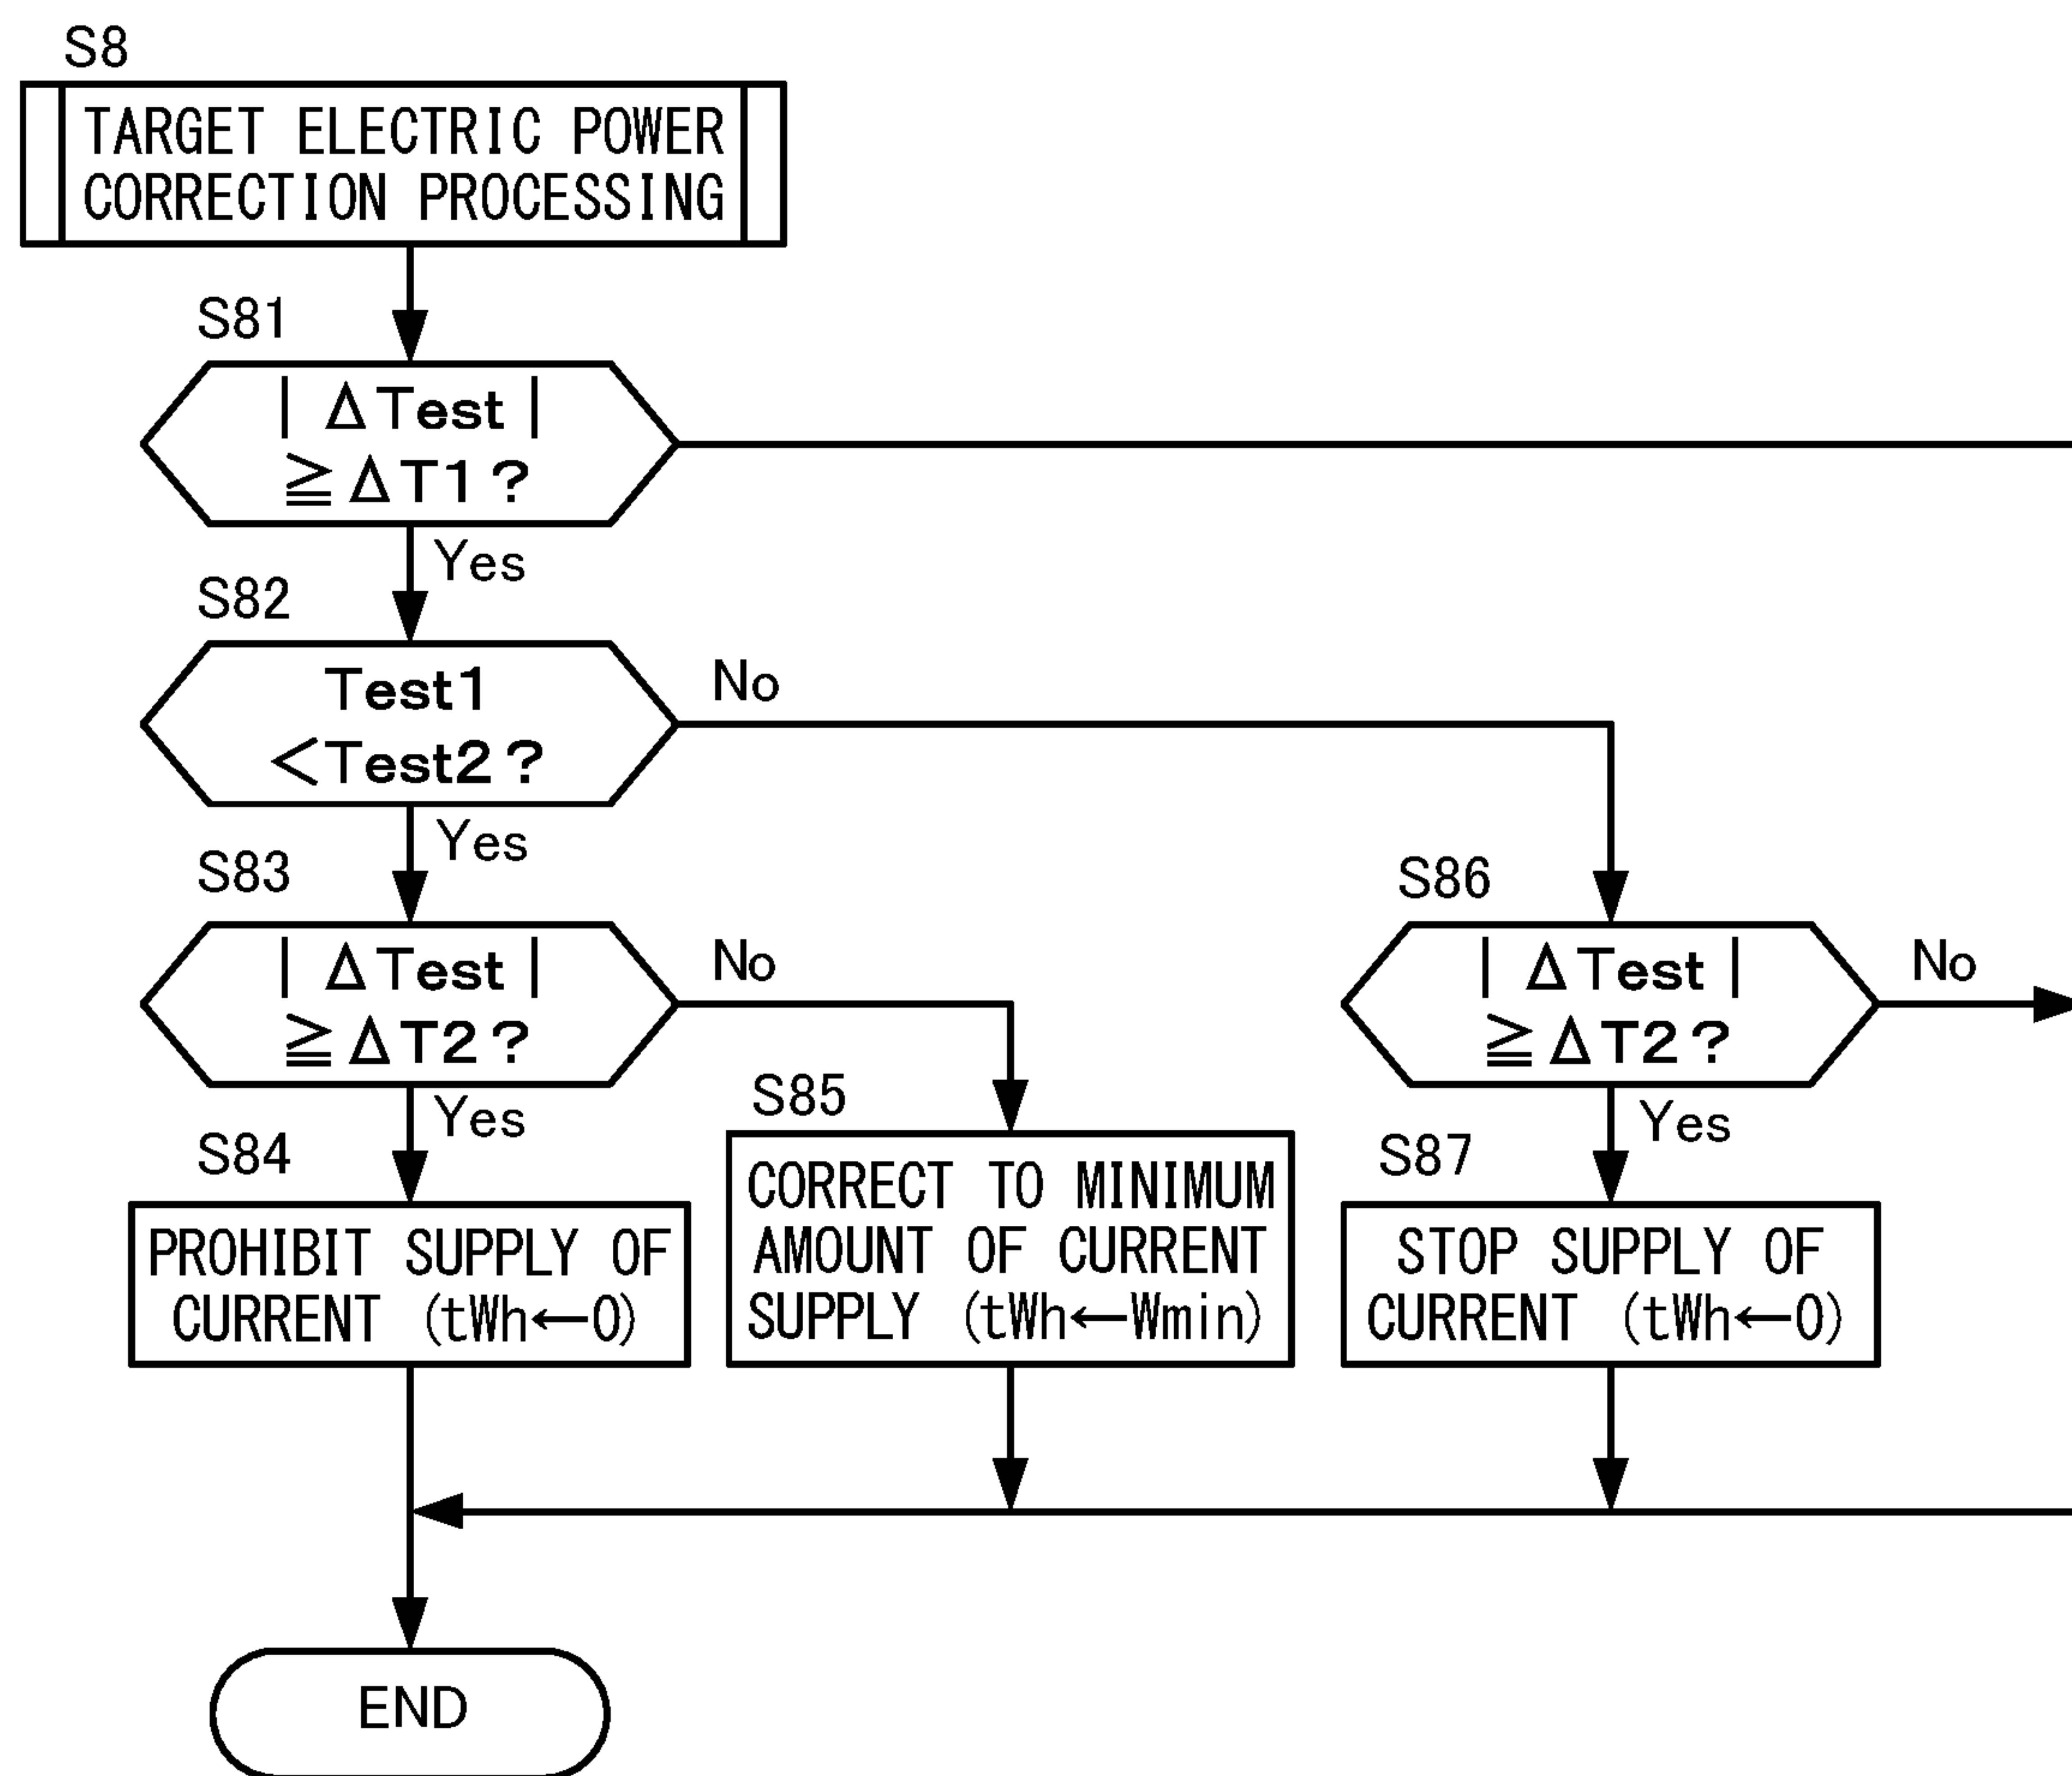 S8
TARGET ELECTRIC POWER
CORRECTION PROCESSING
S81
| ΔTest |
≧ΔT1?
Yes
S82
Test1
<Test2?
No
Yes
S83
| ΔTest |
≧ΔT2?
No
Yes
S84
PROHIBIT SUPPLY OF
CURRENT (tWh←0)
S85
CORRECT TO MINIMUM
AMOUNT OF CURRENT
SUPPLY (tWh←Wmin)
S86
| ΔTest |
≧ΔT2?
No
Yes
S87
STOP SUPPLY OF
CURRENT (tWh←0)
END